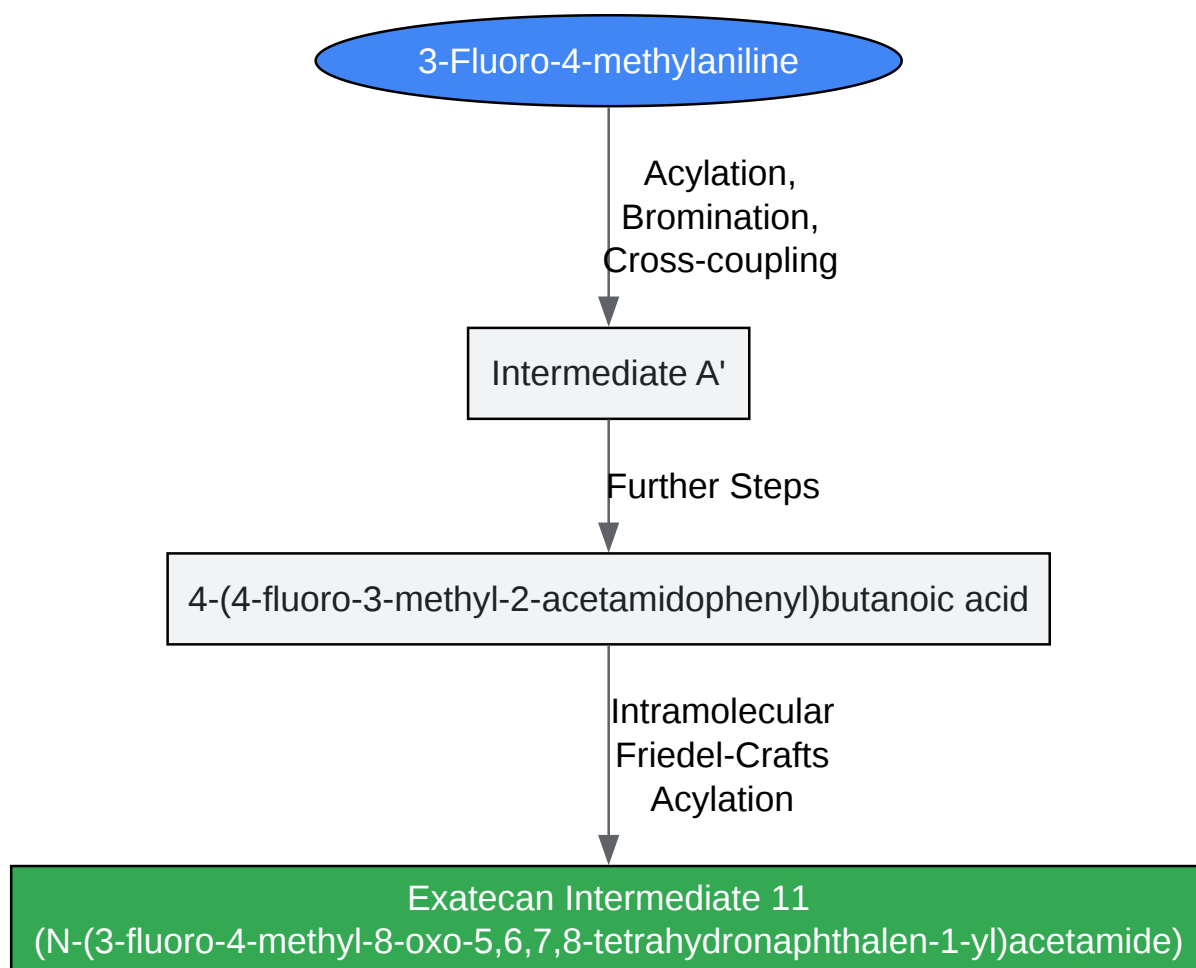 3-Fluoro-4-methylaniline
Acylation,
Bromination,
Cross-coupling
Intermediate A'
Further Steps
4-(4-fluoro-3-methyl-2-acetamidophenyl)butanoic acid
Intramolecular
Friedel-Crafts
Acylation
Exatecan Intermediate 11
(N-(3-fluoro-4-methyl-8-oxo-5,6,7,8-tetrahydronaphthalen-1-yl)acetamide)